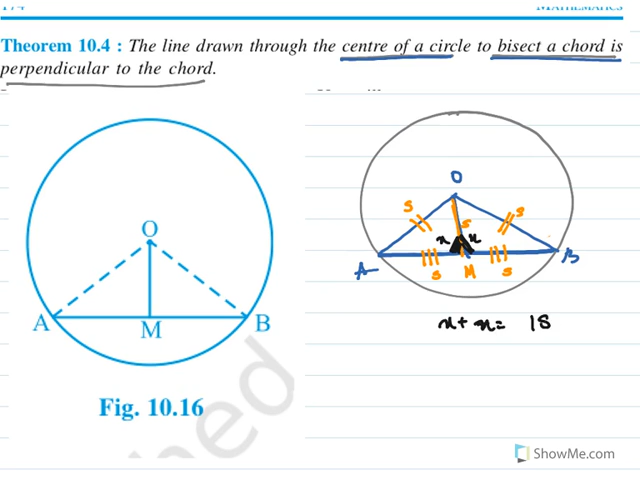 Theorem 10.4 : The line drawn through the centre of a circle to bisect a chord is
perpendicular to the chord.
O
A
M
B
Fig. 10.16
O
S
S
S
x
x
A
S
M
S
B
x + x = 18
ShowMe.com